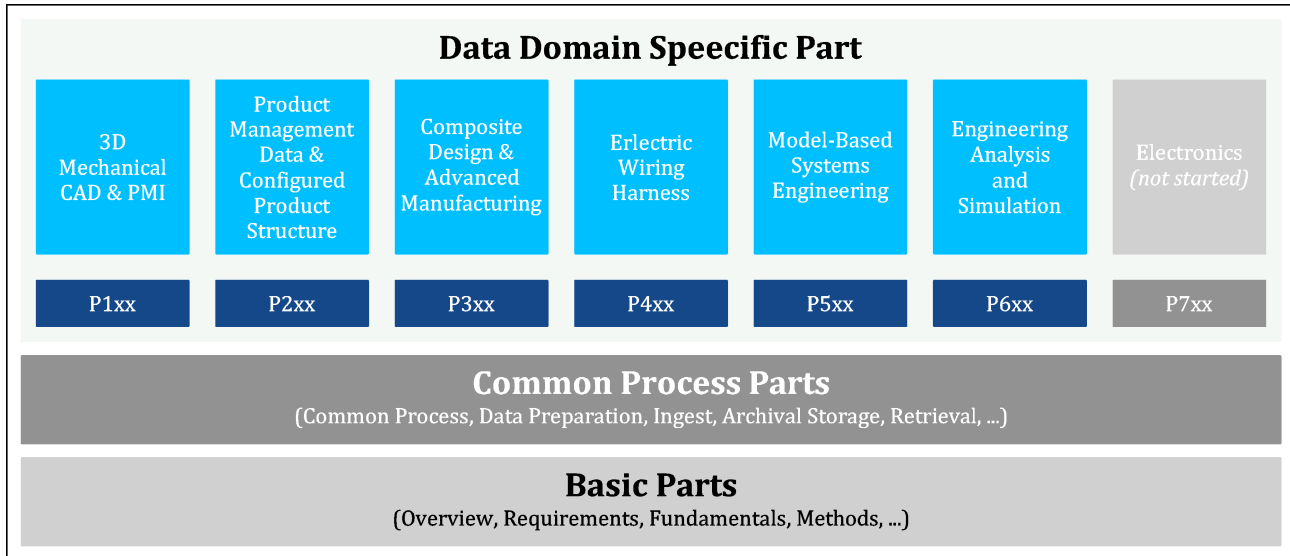 Data Domain Speecific Part
3D
Mechanical
CAD & PMI
Product
Management
Data &
Configured
Product
Structure
Composite
Design &
Advanced
Manufacturing
Erlectric
Wiring
Harness
Model-Based
Systems
Engineering
Engineering
Analysis
and
Simulation
Electronics
(not started)
P1xx
P2xx
P3xx
P4xx
P5xx
P6xx
P7xx
Common Process Parts
(Common Process, Data Preparation, Ingest, Archival Storage, Retrieval, ...)
Basic Parts
(Overview, Requirements, Fundamentals, Methods, ...)